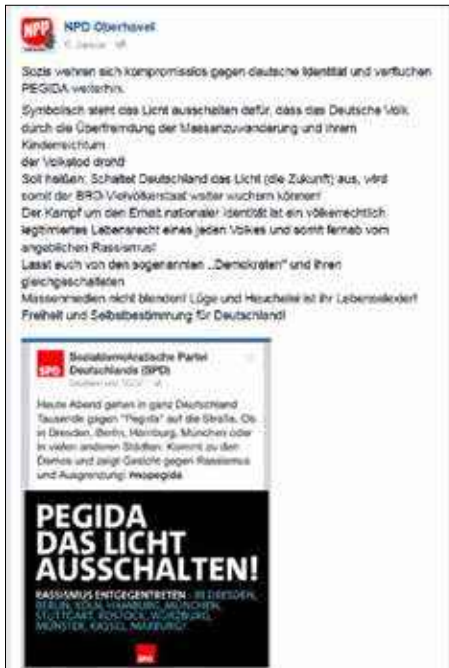 NPD Oberhavel
6. Januar
Sozis wehren sich kompromisslos gegen deutsche Identität und verfluchen
PEGIDA weiterhin.
Symbolisch steht das Licht ausschalten dafür, dass das Deutsche Volk
durch die Überfremdung der Massenzuwanderung und ihrem
Kinderreichtum
der Volkstod droht!
Soll heißen: Schaltet Deutschland das Licht (die Zukunft) aus, wird
somit der BRD-Vielvölkerstaat weiter wuchern können!
Der Kampf um den Erhalt nationaler Identität ist ein völkerrechtlich
legitimiertes Lebensrecht eines jeden Volkes und somit fernab vom
angeblichen Rassismus!
Lasst euch von den sogenannten „Demokraten" und ihren
gleichgeschalteten
Massenmedien nicht blenden! Lüge und Heuchelei ist ihr Lebenselixier!
Freiheit und Selbstbestimmung für Deutschland!
SPD
Sozialdemokratische Partei
Deutschlands (SPD)
Heute Abend gehen in ganz Deutschland
Tausende gegen "Pegida" auf die Straße. Ob
in Dresden, Berlin, Hamburg, München oder
in vielen anderen Städten: Kommt zu den
Demos und zeigt Gesicht gegen Rassismus
und Ausgrenzung! #nopegida
PEGIDA
DAS LICHT
AUSSCHALTEN!
RASSISMUS ENTGEGENTRETEN - IN DRESDEN,
BERLIN, KÖLN, HAMBURG, MÜNCHEN,
STUTTGART, ROSTOCK, WÜRZBURG,
MÜNSTER, KASSEL, MARBURG!
SPD